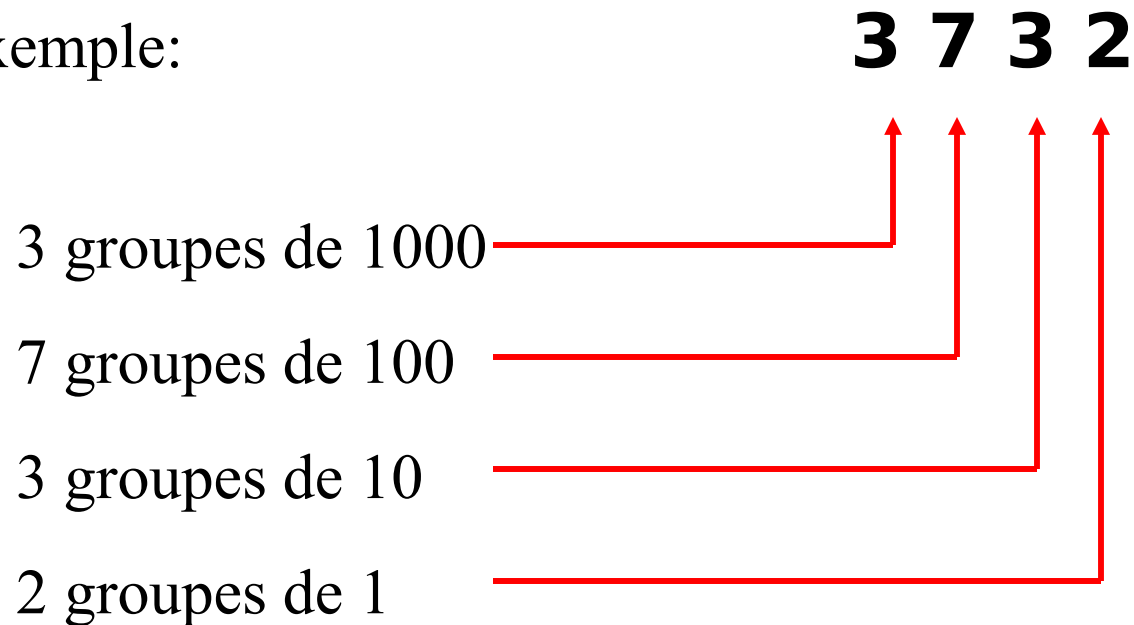 xemple: 3 7 3 2
3 groupes de 1000
7 groupes de 100
3 groupes de 10
2 groupes de 1